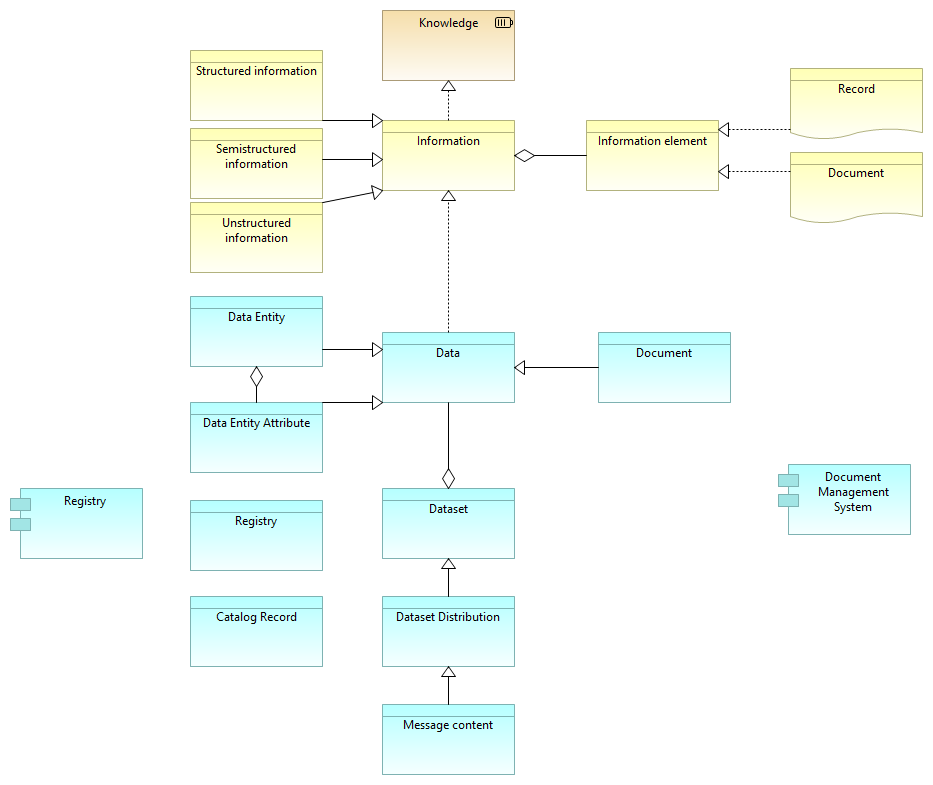 Knowledge
Structured information
Record
Information
Information element
Semistructured
information
Document
Unstructured
information
Data Entity
Data
Document
Data Entity Attribute
Document
Management
System
Registry
Registry
Dataset
Catalog Record
Dataset Distribution
Message content